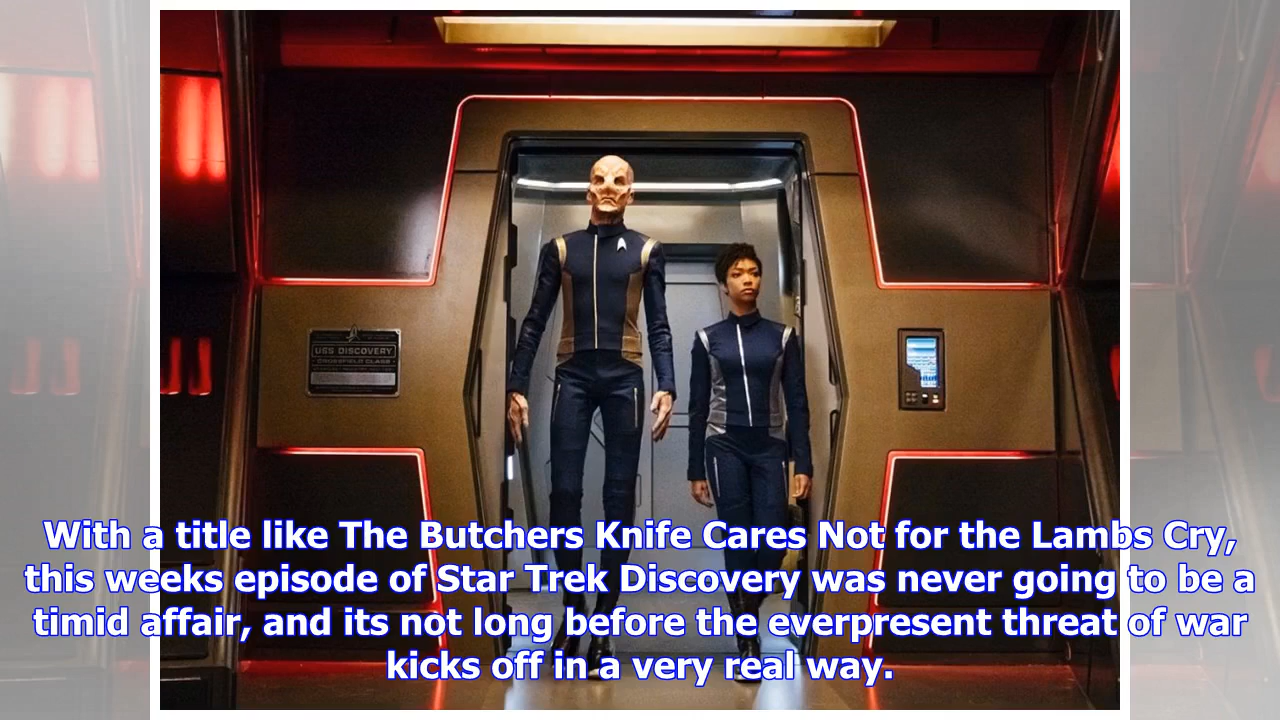 USS DISCOVERY
CROSSFIELD CLASS
With a title like The Butchers Knife Cares Not for the Lambs Cry,
this weeks episode of Star Trek Discovery was never going to be a
timid affair, and its not long before the everpresent threat of war
kicks off in a very real way.